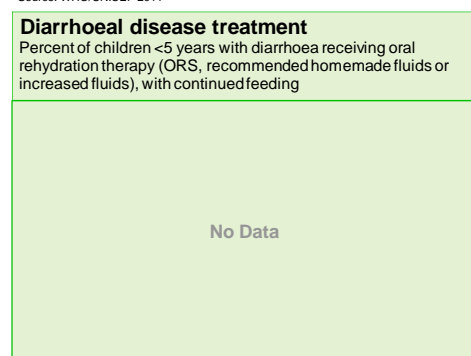 Diarrhoeal disease treatment
Percent of children <5 years with diarrhoea receiving oral
rehydration therapy (ORS, recommended homemade fluids or
increased fluids), with continued feeding
No Data